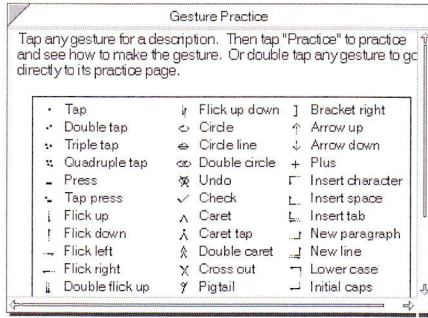 Gesture Practice
Tap any gesture for a description. Then tap "Practice" to practice
and see how to make the gesture. Or double tap any gesture to go
directly to its practice page.
Tap
Double tap
Triple tap
Quadruple tap
Press
Tap press
Flick up
Flick down
Flick left
Flick right
Double flick up
Flick up down
Circle
Circle line
Double circle
Undo
Check
Caret
Caret tap
Double caret
Cross out
Pigtail
Bracket right
Arrow up
Arrow down
Plus
Insert character
Insert space
Insert tab
New paragraph
New line
Lower case
Initial caps